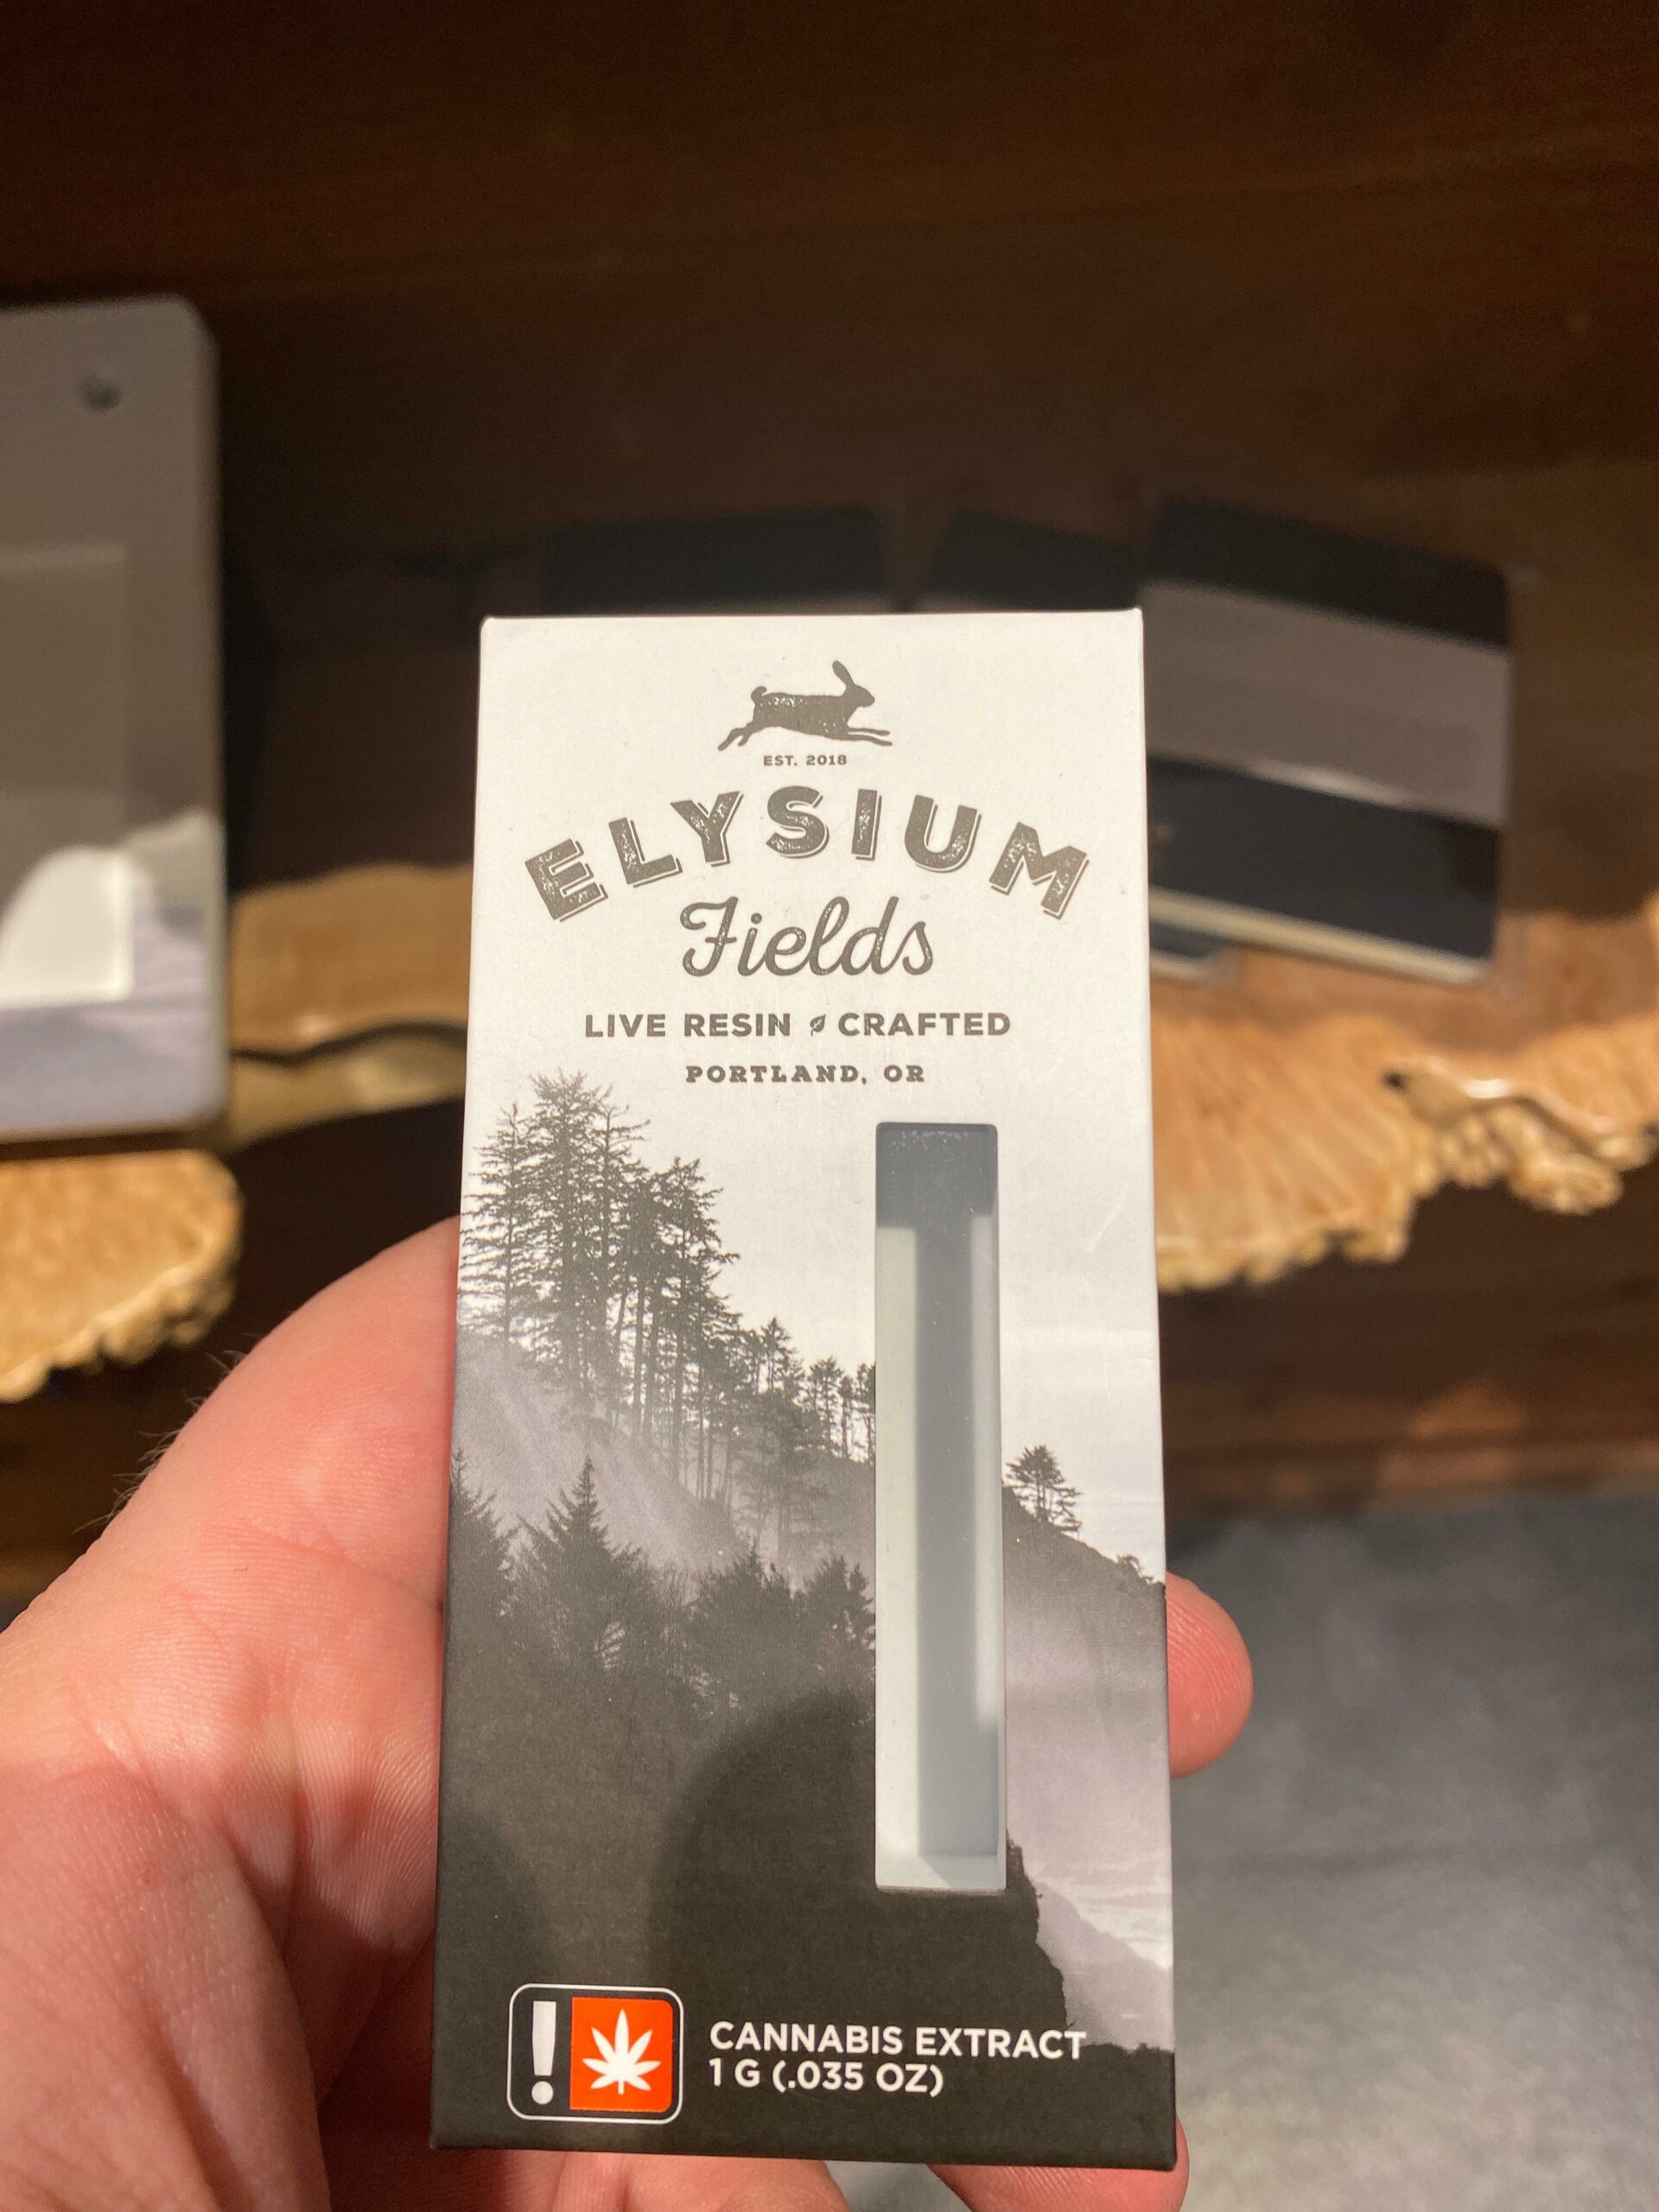 EST. 2018
ELYSIUM
Fields
LIVE RESIN CRAFTED
PORTLAND, OR
CANNABIS EXTRACT
1 G (.035 OZ)